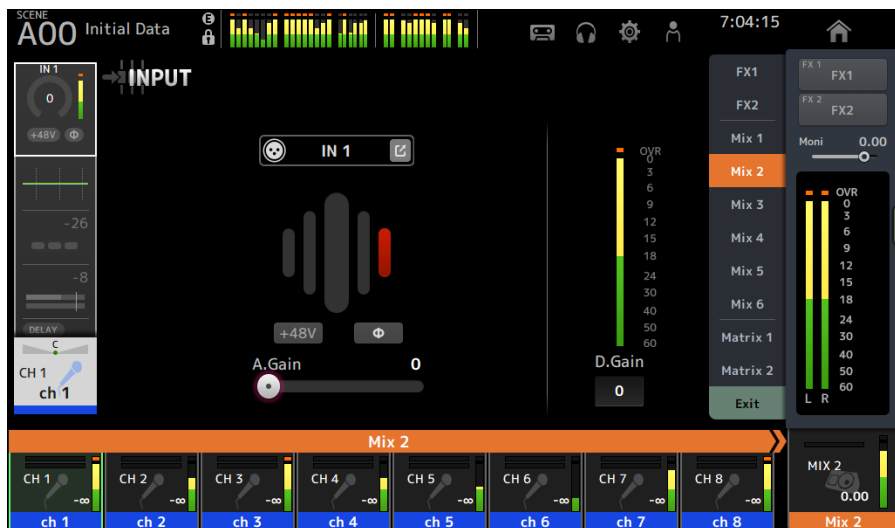 SCENE
A00 Initial Data
E
7:04:15
IN 1
0
+48V Φ
-26
-8
DELAY
C
CH 1
ch 1
INPUT
IN 1
+48V Φ
A.Gain 0
OVR
0
3
6
9
12
15
18
24
30
40
50
60
D.Gain
0
FX1
FX2
Mix 1
Mix 2
Mix 3
Mix 4
Mix 5
Mix 6
Matrix 1
Matrix 2
Exit
FX 1
FX1
FX 2
FX2
Moni 0.00
OVR
0
3
6
9
12
15
18
24
30
40
50
60
L R
Mix 2
CH 1 CH 2 CH 3 CH 4 CH 5 CH 6 CH 7 CH 8
-∞ -∞ -∞ -∞ -∞ -∞ -∞ -∞
ch 1 ch 2 ch 3 ch 4 ch 5 ch 6 ch 7 ch 8
MIX 2
0.00
Mix 2